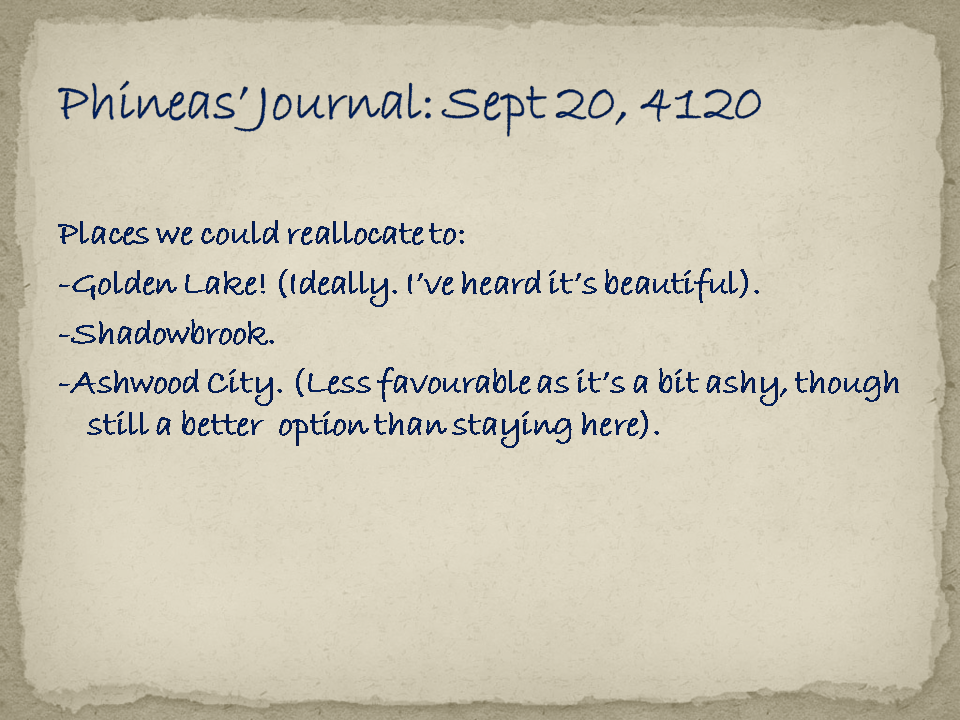 Phineas' Journal: Sept 20, 4120
Places we could reallocate to:
-Golden Lake! (Ideally. I've heard it's beautiful).
-Shadowbrook.
-Ashwood City. (Less favourable as it's a bit ashy, though
still a better option than staying here).